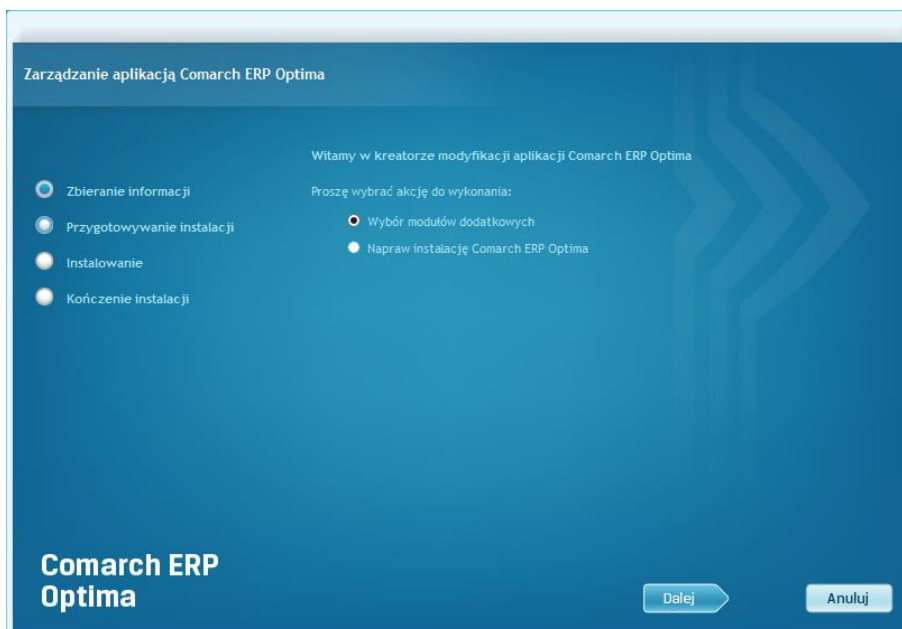 Zarządzanie aplikacją Comarch ERP Optima
Witamy w kreatorze modyfikacji aplikacji Comarch ERP Optima
Zbieranie informacji
Proszę wybrać akcję do wykonania:
Przygotowywanie instalacji
Wybór modułów dodatkowych
Napraw instalację Comarch ERP Optima
Instalowanie
Kończenie instalacji
Comarch ERP
Optima
Dalej
Anuluj